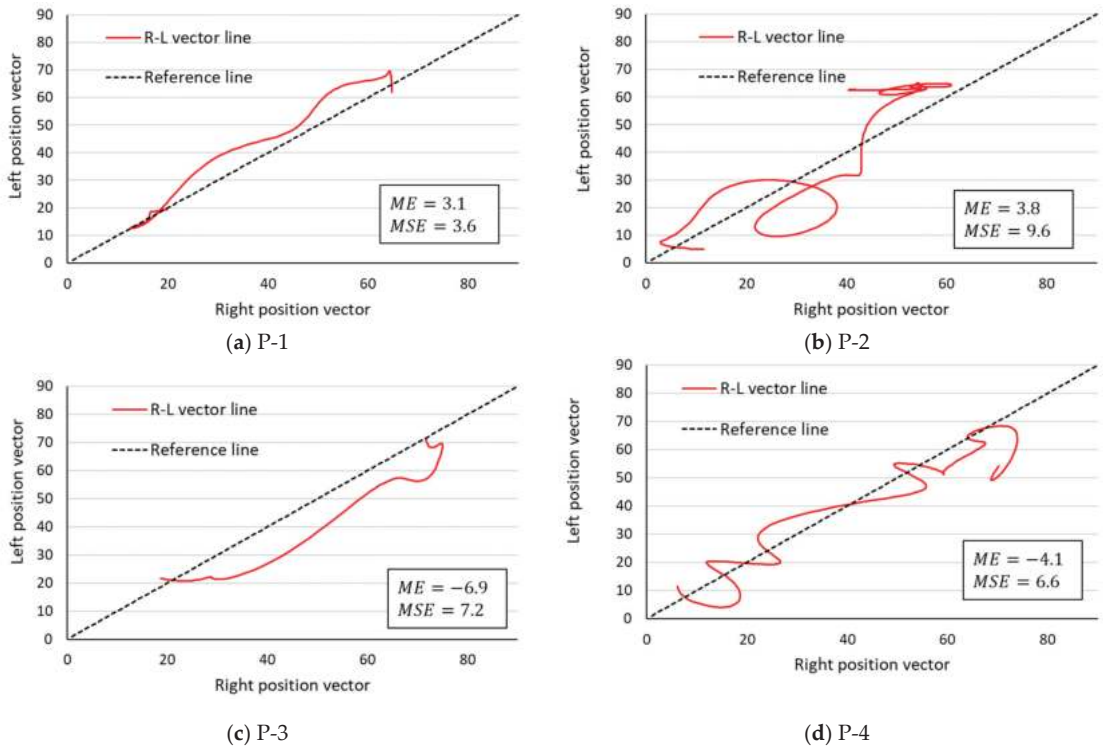 90
80
70
60
50
40
30
20
10
0
Left position vector
R-L vector line
Reference line
ME = 3.1
MSE = 3.6
0 20 40 60 80
Right position vector
(a) P-1
90
80
70
60
50
40
30
20
10
0
Left position vector
R-L vector line
Reference line
ME = 3.8
MSE = 9.6
0 20 40 60 80
Right position vector
(b) P-2
90
80
70
60
50
40
30
20
10
0
Left position vector
R-L vector line
Reference line
ME = −6.9
MSE = 7.2
0 20 40 60 80
Right position vector
(c) P-3
90
80
70
60
50
40
30
20
10
0
Left position vector
R-L vector line
Reference line
ME = −4.1
MSE = 6.6
0 20 40 60 80
Right position vector
(d) P-4